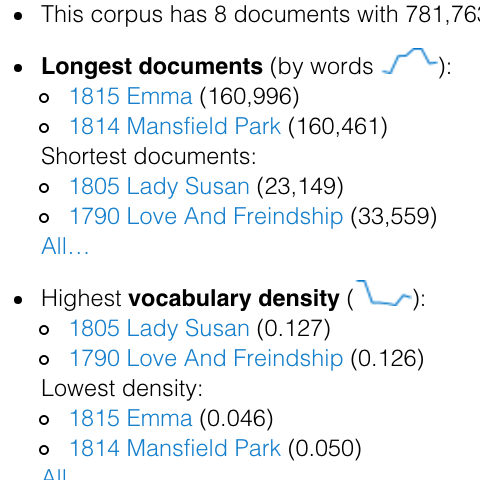 This corpus has 8 documents with 781,763
Longest documents (by words ):
1815 Emma (160,996)
1814 Mansfield Park (160,461)
Shortest documents:
1805 Lady Susan (23,149)
1790 Love And Freindship (33,559)
All…
Highest vocabulary density ( ):
1805 Lady Susan (0.127)
1790 Love And Freindship (0.126)
Lowest density:
1815 Emma (0.046)
1814 Mansfield Park (0.050)
All